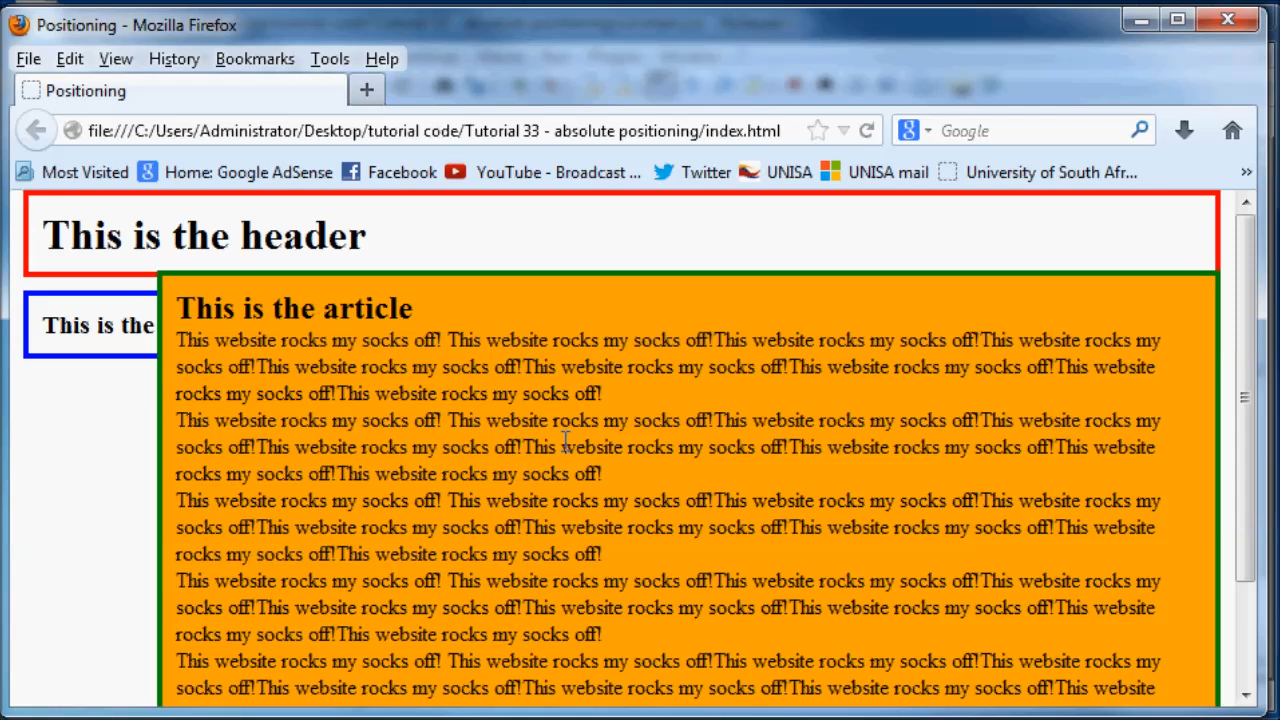 Positioning - Mozilla Firefox
File Edit View History Bookmarks Tools Help
Positioning +
file:///C:/Users/Administrator/Desktop/tutorial code/Tutorial 33 - absolute positioning/index.html Google
Most Visited Home: Google AdSense Facebook YouTube - Broadcast ... Twitter UNISA UNISA mail University of South Afr... »
This is the header
This is the article
This is the
This website rocks my socks off! This website rocks my socks off!This website rocks my socks off!This website rocks my
socks off!This website rocks my socks off!This website rocks my socks off!This website rocks my socks off!This website
rocks my socks off!This website rocks my socks off!
This website rocks my socks off! This website rocks my socks off!This website rocks my socks off!This website rocks my
socks off!This website rocks my socks off!This website rocks my socks off!This website rocks my socks off!This website
rocks my socks off!This website rocks my socks off!
This website rocks my socks off! This website rocks my socks off!This website rocks my socks off!This website rocks my
socks off!This website rocks my socks off!This website rocks my socks off!This website rocks my socks off!This website
rocks my socks off!This website rocks my socks off!
This website rocks my socks off! This website rocks my socks off!This website rocks my socks off!This website rocks my
socks off!This website rocks my socks off!This website rocks my socks off!This website rocks my socks off!This website
rocks my socks off!This website rocks my socks off!
This website rocks my socks off! This website rocks my socks off!This website rocks my socks off!This website rocks my
socks off!This website rocks my socks off!This website rocks my socks off!This website rocks my socks off!This website